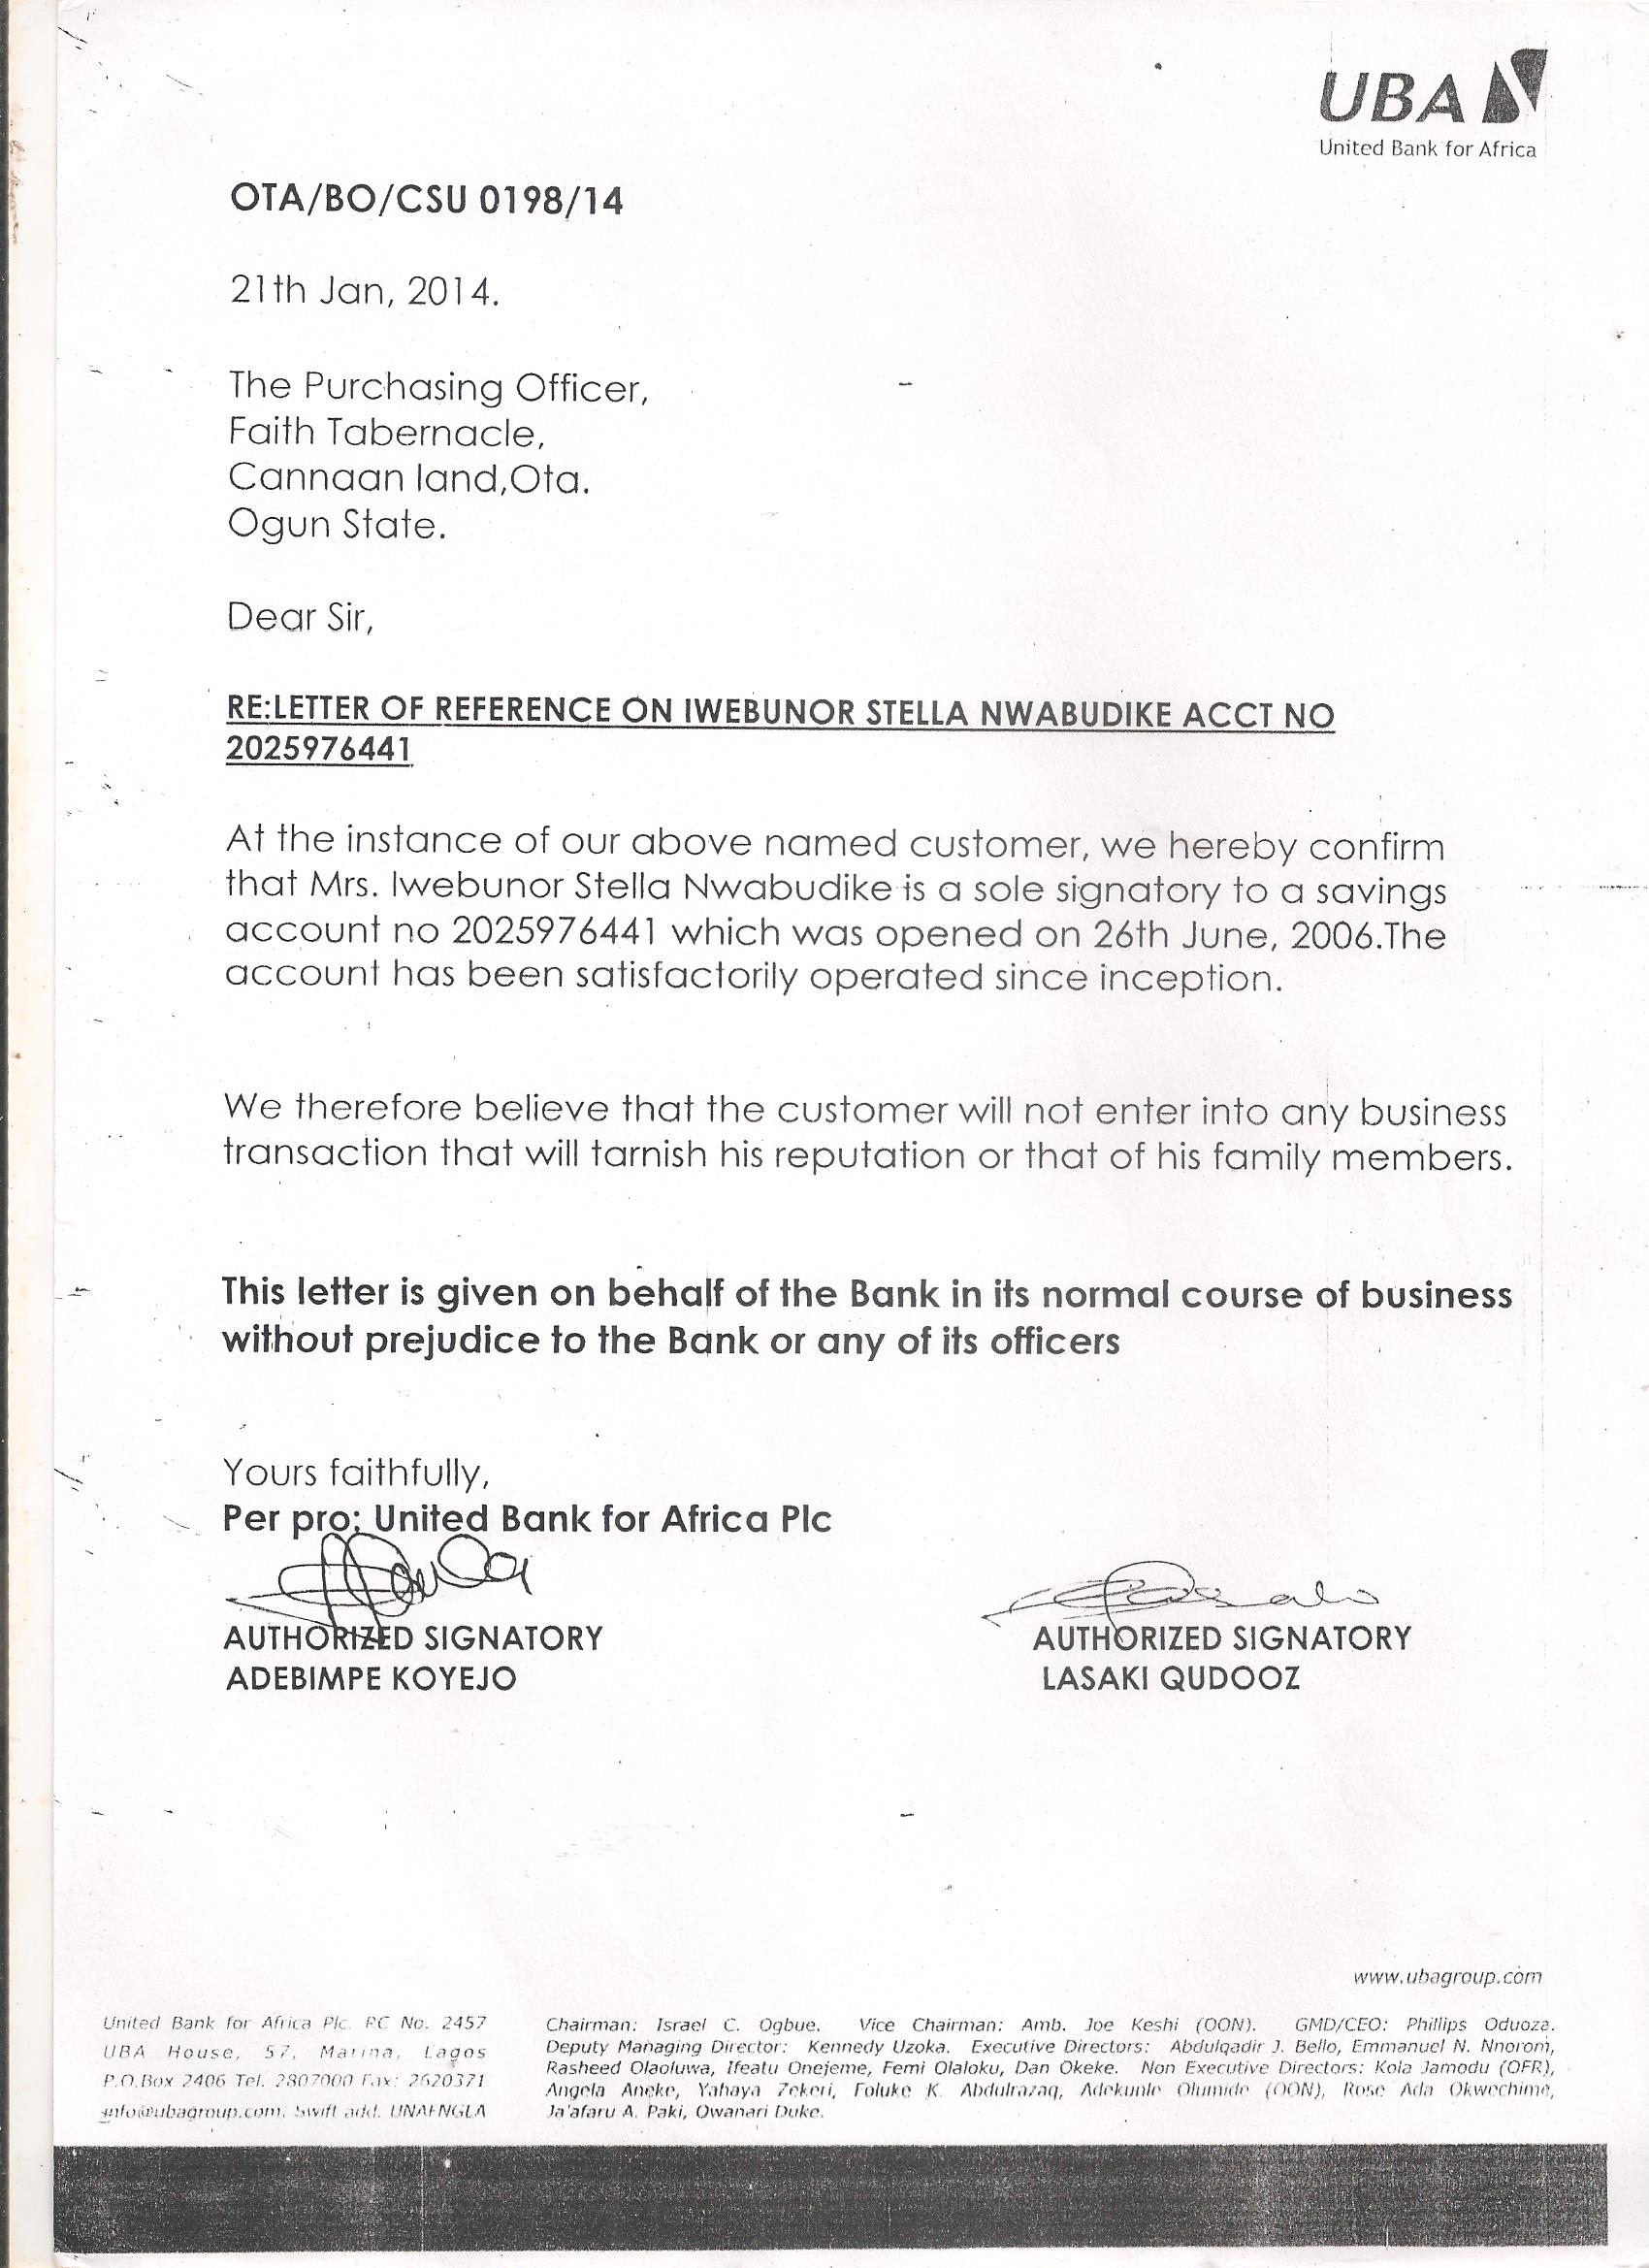 UBA
United Bank for Africa
OTA/BO/CSU 0198/14
21th Jan, 2014.
The Purchasing Officer,
Faith Tabernacle,
Cannaan land,Ota.
Ogun State.
Dear Sir,
RE:LETTER OF REFERENCE ON IWEBUNOR STELLA NWABUDIKE ACCT NO
2025976441
At the instance of our above named customer, we hereby confirm
that Mrs. Iwebunor Stella Nwabudike is a sole signatory to a savings
account no 2025976441 which was opened on 26th June, 2006.The
account has been satisfactorily operated since inception.
We therefore believe that the customer will not enter into any business
transaction that will tarnish his reputation or that of his family members.
This letter is given on behalf of the Bank in its normal course of business
without prejudice to the Bank or any of its officers
Yours faithfully,
Per pro: United Bank for Africa Plc
AUTHORIZED SIGNATORY AUTHORIZED SIGNATORY
ADEBIMPE KOYEJO LASAKI QUDOOZ
www.ubagroup.com
United Bank for Africa Plc. RC No. 2457
UBA House, 57, Marina, Lagos
P.O.Box 2406 Tel. 2807000 Fax: 2620371
info@ubagroup.com, Swift add. UNAFNGLA
Chairman: Israel C. Ogbue. Vice Chairman: Amb. Joe Keshi (OON). GMD/CEO: Phillips Oduoza.
Deputy Managing Director: Kennedy Uzoka. Executive Directors: Abdulqadir J. Bello, Emmanuel N. Nnorom,
Rasheed Olaoluwa, Ifeatu Onejeme, Femi Olaloku, Dan Okeke. Non Executive Directors: Kola Jamodu (OFR),
Angela Aneke, Yahaya Zekeri, Foluke K. Abdulrazaq, Adekunle Olumide (OON), Rose Ada Okwechime,
Ja'afaru A. Paki, Owanari Duke.